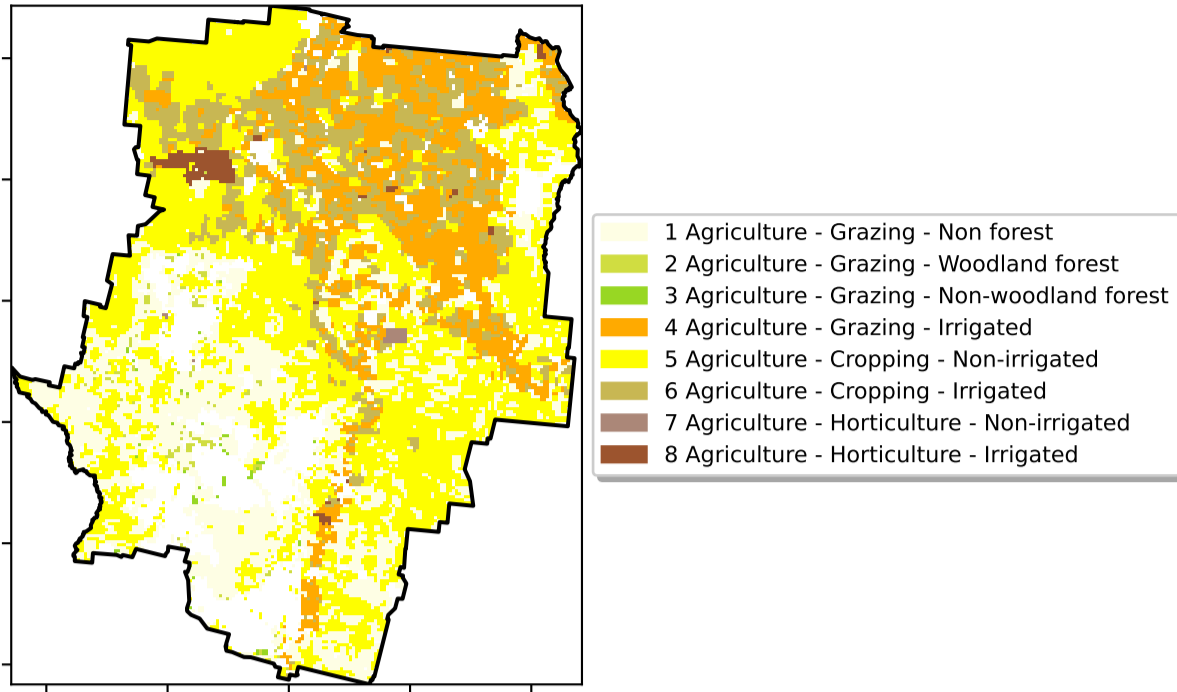 1 Agriculture - Grazing - Non forest
2 Agriculture - Grazing - Woodland forest
3 Agriculture - Grazing - Non-woodland forest
4 Agriculture - Grazing - Irrigated
5 Agriculture - Cropping - Non-irrigated
6 Agriculture - Cropping - Irrigated
7 Agriculture - Horticulture - Non-irrigated
8 Agriculture - Horticulture - Irrigated